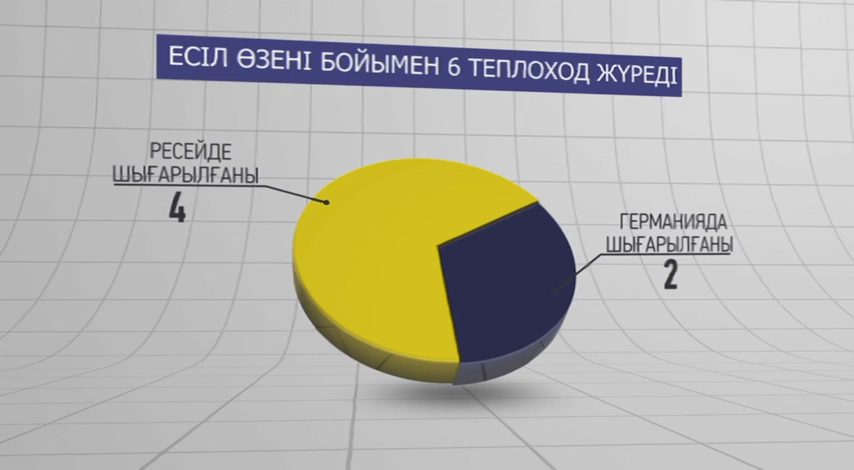 ЕСІЛ ӨЗЕНІ БОЙЫМЕН 6 ТЕПЛОХОД ЖҮРЕДІ
РЕСЕЙДЕ
ШЫҒАРЫЛҒАНЫ
4
ГЕРМАНИЯДА
ШЫҒАРЫЛҒАНЫ
2